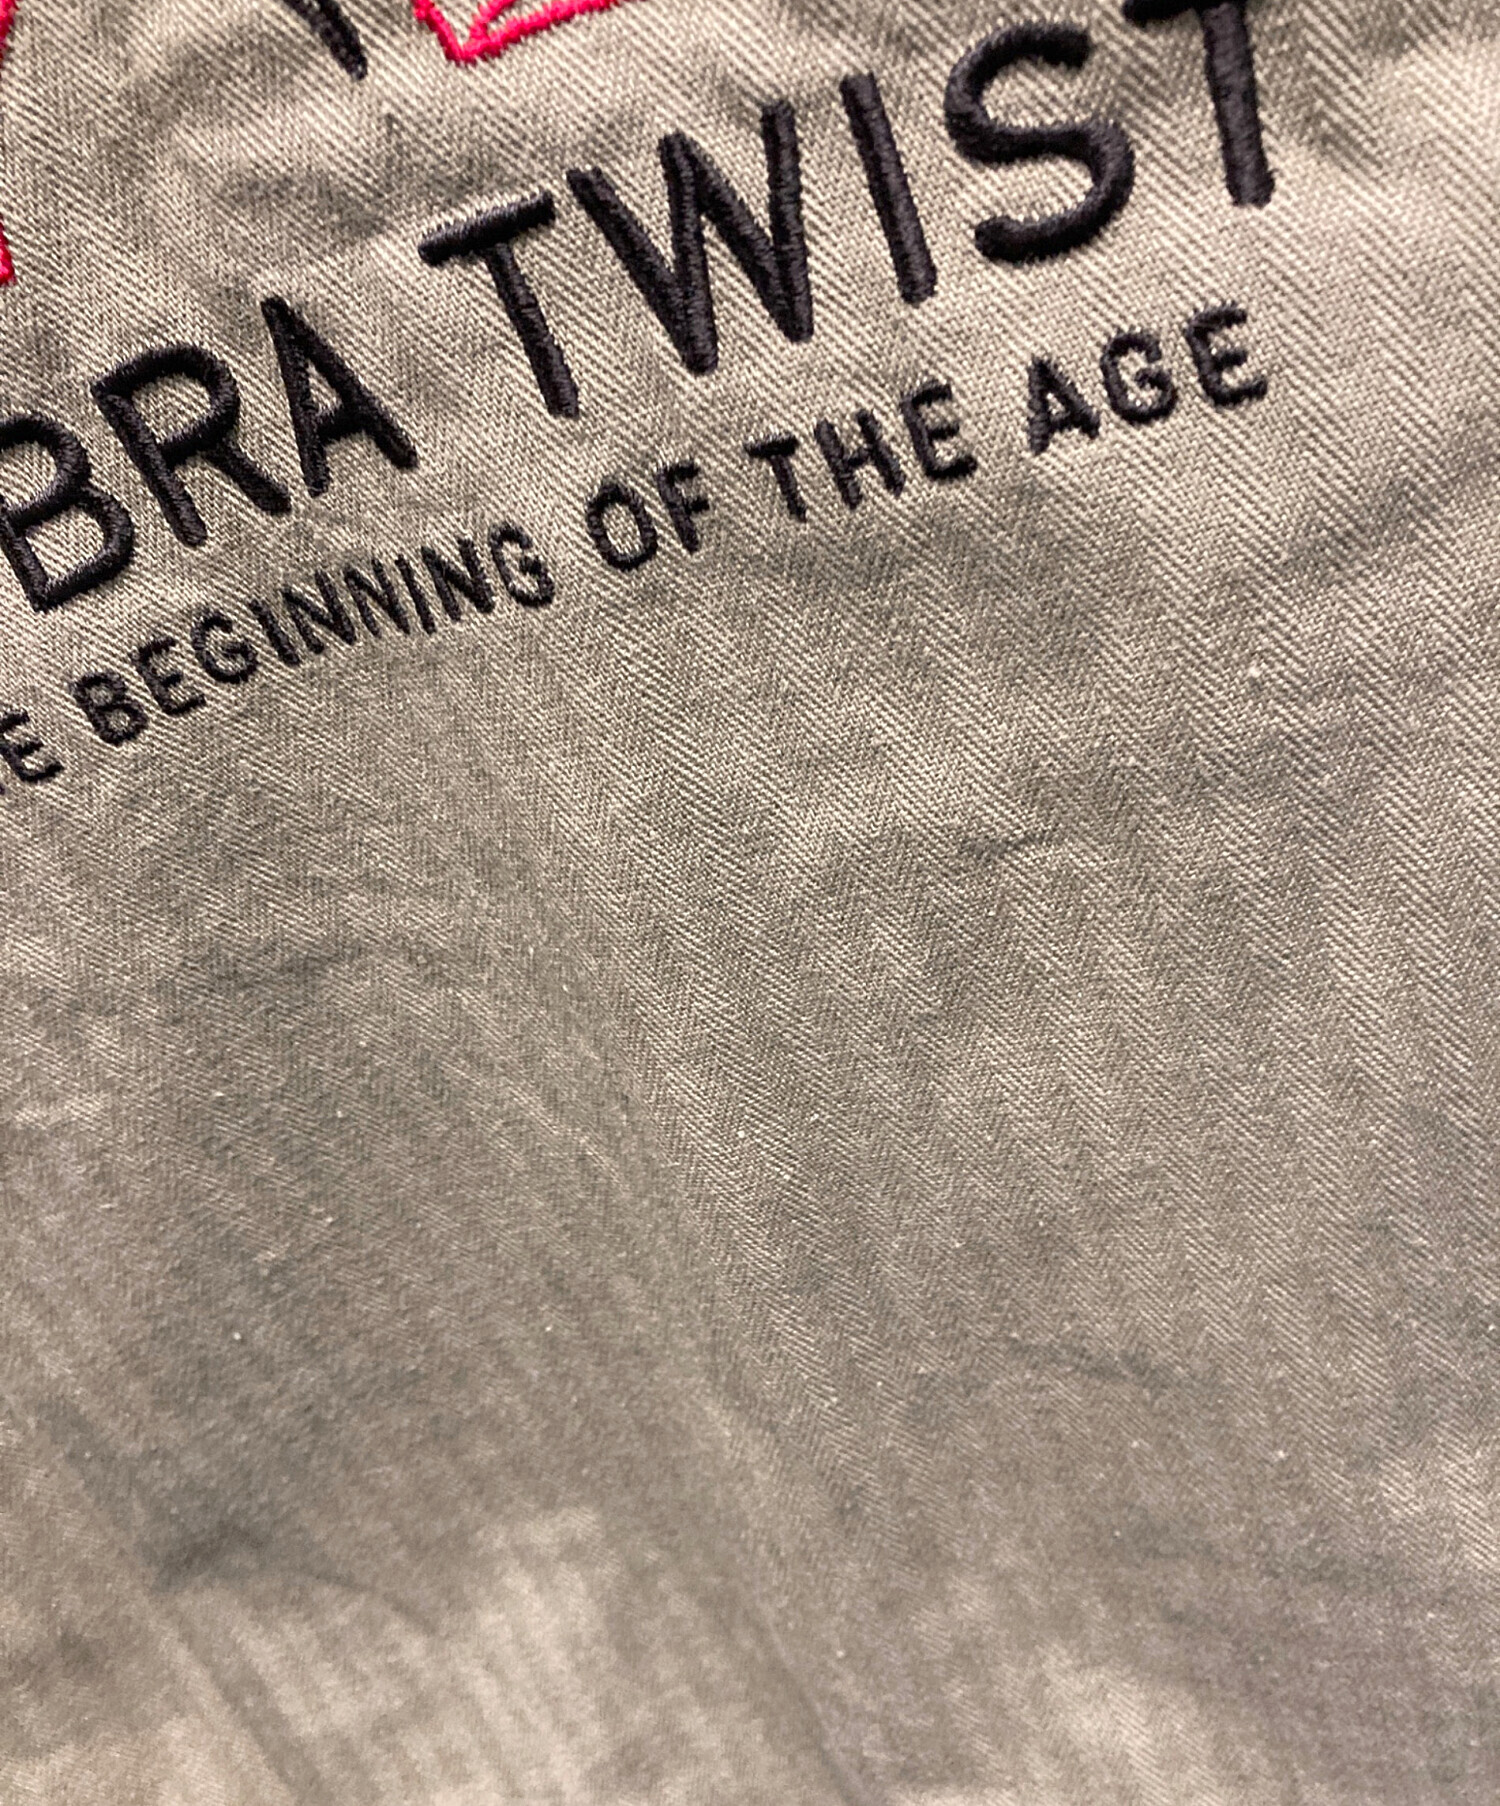 BRA TWIST
E BEGINNING OF THE AGE